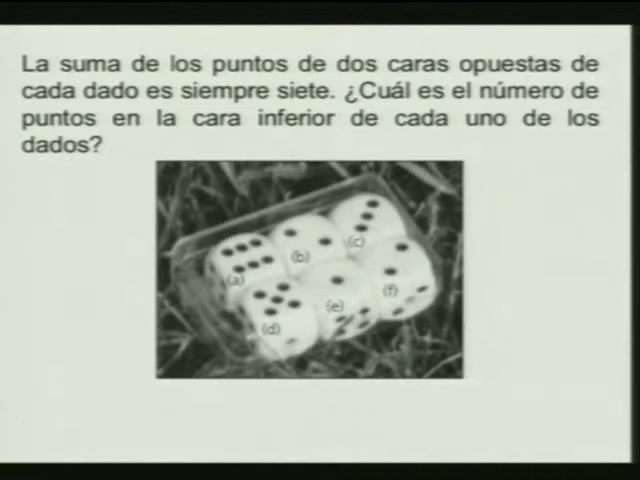 La suma de los puntos de dos caras opuestas de
cada dado es siempre siete. ¿Cuál es el número de
puntos en la cara inferior de cada uno de los
dados?
(a) (b) (c)
(d) (e) (f)